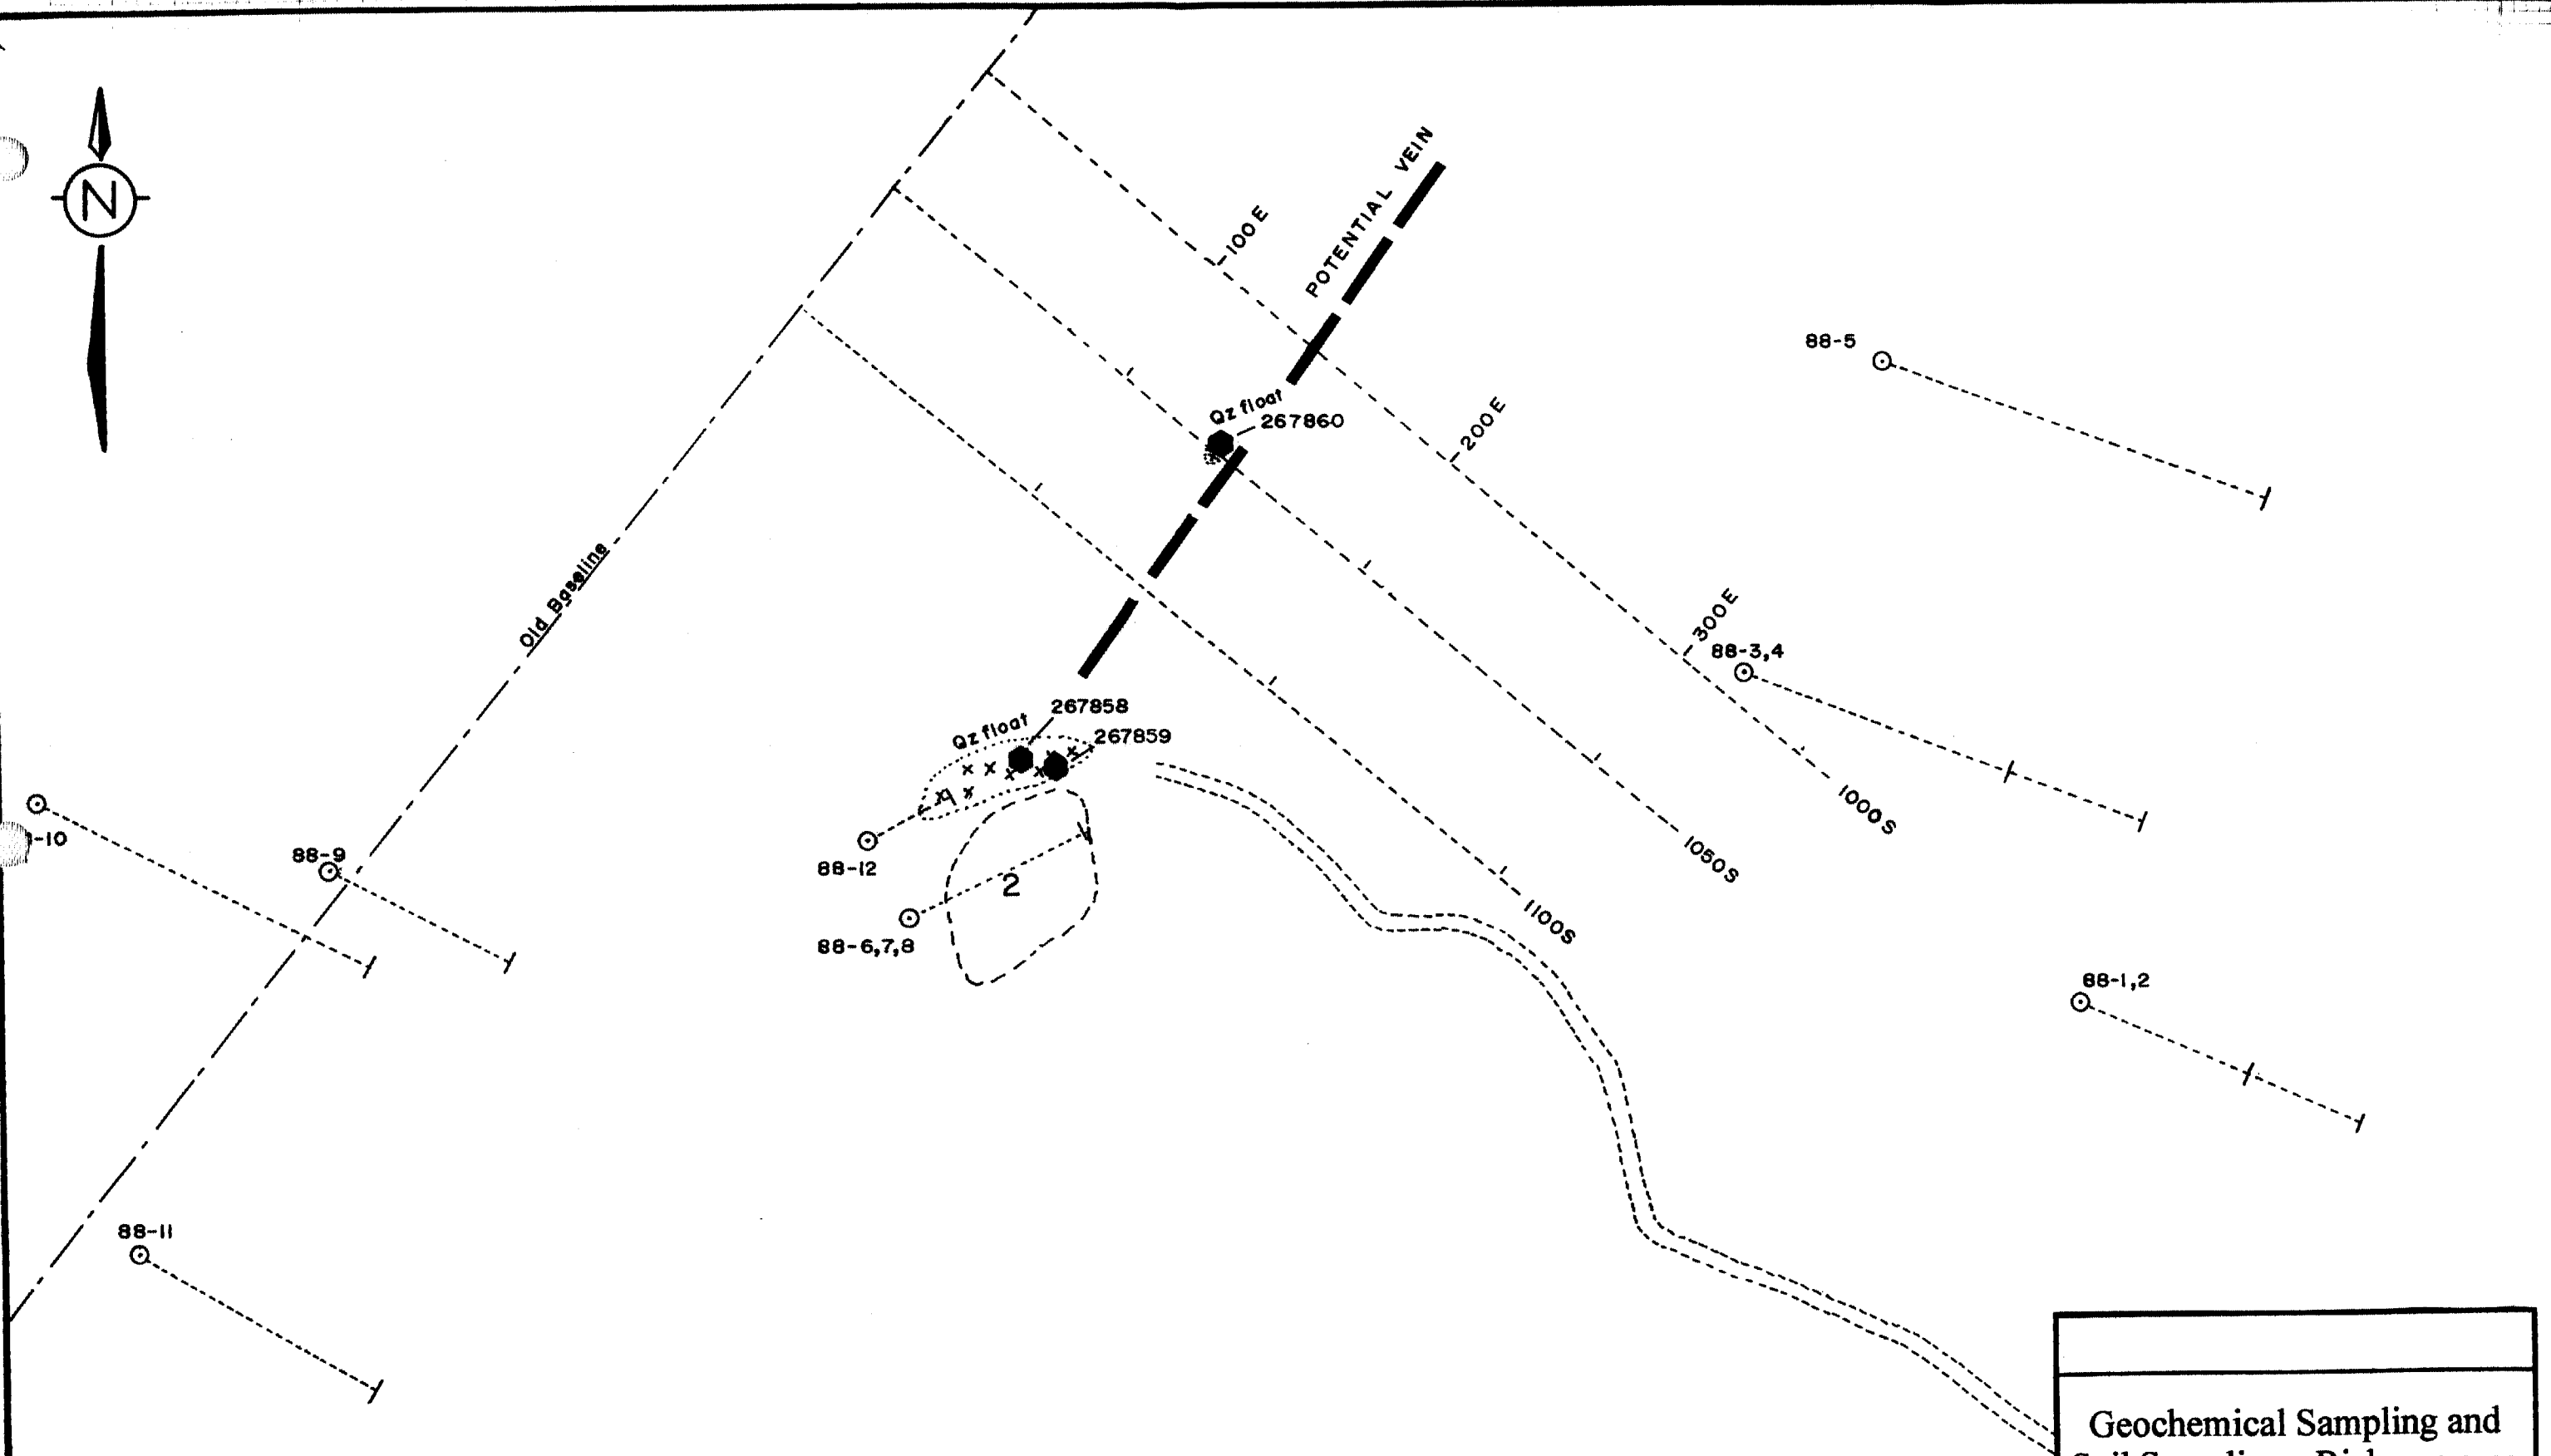 N
100E
POTENTIAL VEIN
88-5
Qz float
267860
200E
Old Baseline
300E
88-3,4
267858
Qz float
267859
1000S
-10
88-9
88-12
1050S
2
1100S
88-6,7,8
88-1,2
88-11
Geochemical Sampling and